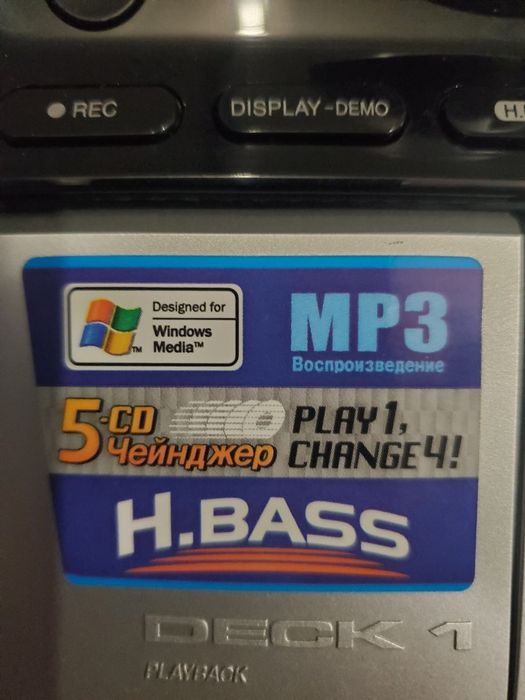 REC
DISPLAY-DEMO
H.
Designed for
Windows
Media™
MP3
Воспроизведение
5-CD
Чейнджер
PLAY 1,
CHANGE 4!
H.BASS
DECK 1
PLAYBACK